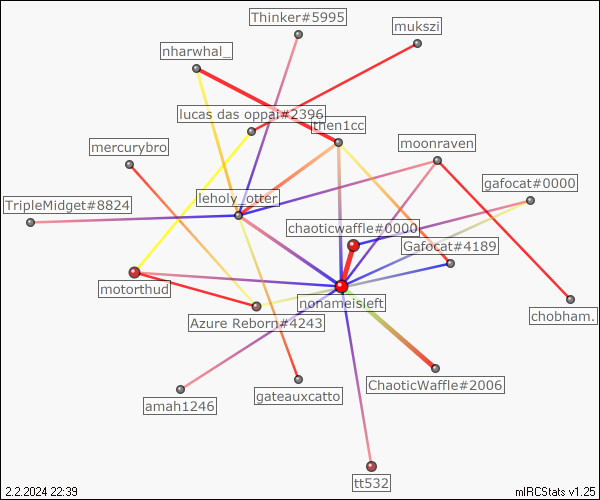 Thinker#5995
mukszi
nharwhal_
lucas das oppai#2396
then1cc
mercurybro
moonraven
gafocat#0000
leholy_otter
TripleMidget#8824
chaoticwaffle#0000
Gafocat#4189
motorthud
nonameisleft
Azure Reborn#4243
chobham.
ChaoticWaffle#2006
gateauxcatto
amah1246
tt532
2.2.2024 22:39
mIRCStats v1.25